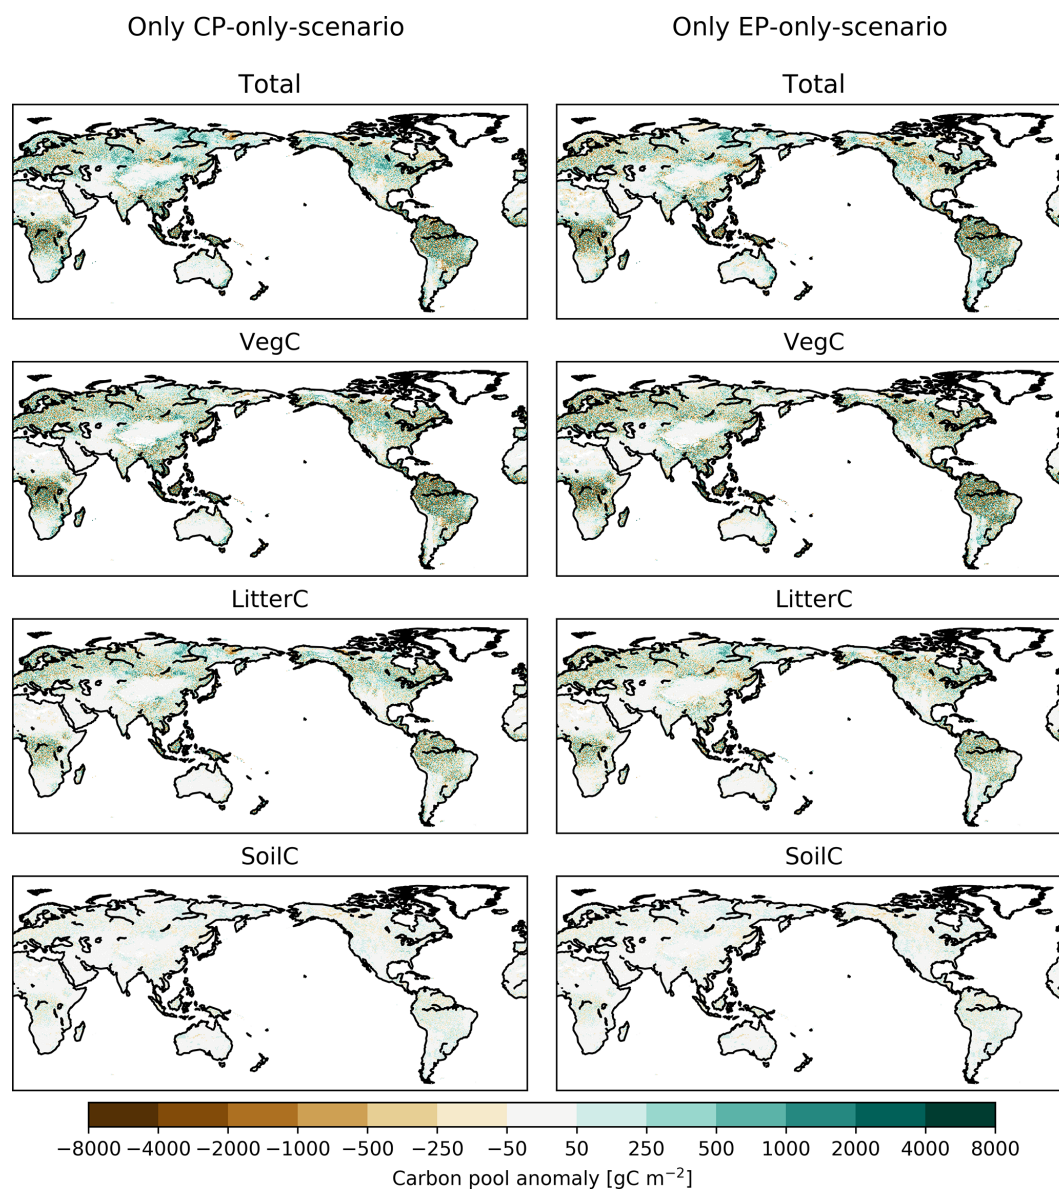 Only CP-only-scenario
Only EP-only-scenario
Total
Total
VegC
VegC
LitterC
LitterC
SoilC
SoilC
−8000 −4000 −2000 −1000 −500 −250 −50 50 250 500 1000 2000 4000 8000
Carbon pool anomaly [gC m⁻²]